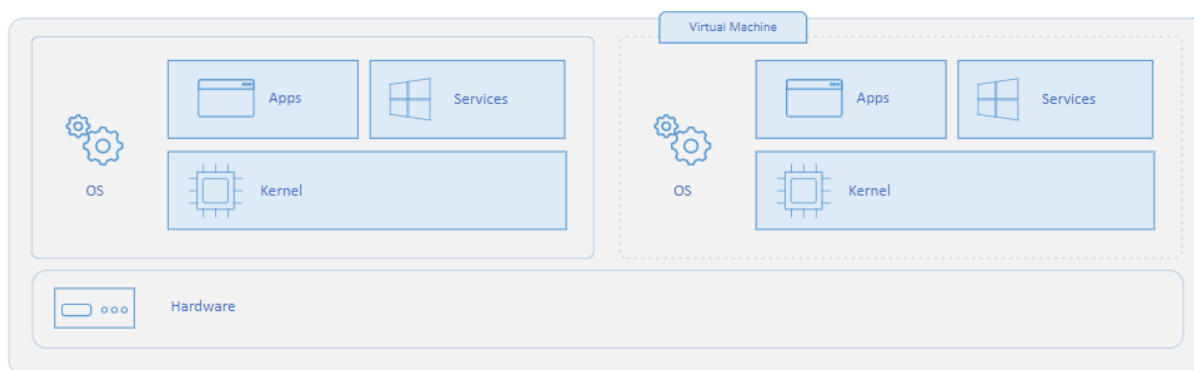 Virtual Machine
Apps
Services
Apps
Services
OS
Kernel
OS
Kernel
Hardware